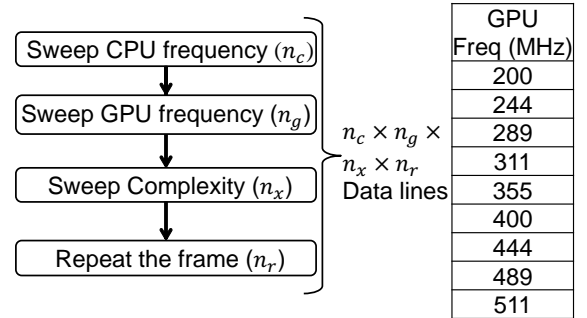 Sweep CPU frequency (n_c)
Sweep GPU frequency (n_g)
Sweep Complexity (n_x)
Repeat the frame (n_r)
n_c × n_g ×
n_x × n_r
Data lines
GPU
Freq (MHz)
200
244
289
311
355
400
444
489
511